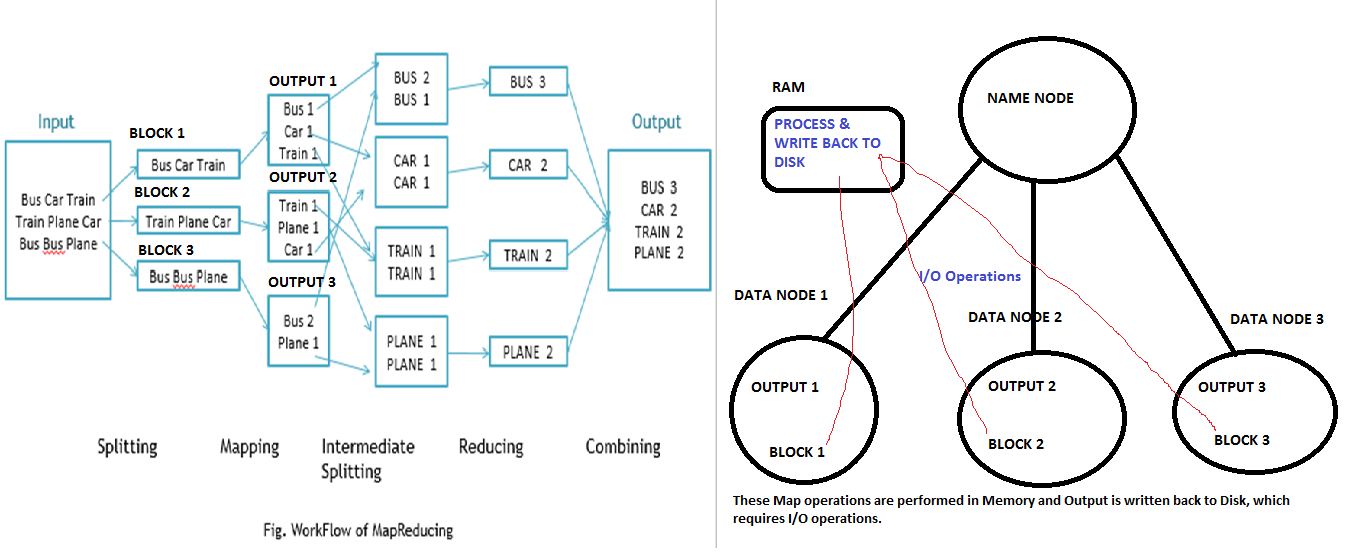 Input
Bus Car Train
Train Plane Car
Bus Bus Plane
BLOCK 1
Bus Car Train
BLOCK 2
Train Plane Car
BLOCK 3
Bus Bus Plane
OUTPUT 1
Bus 1
Car 1
Train 1
OUTPUT 2
Train 1
Plane 1
Car 1
OUTPUT 3
Bus 2
Plane 1
BUS 2
BUS 1
CAR 1
CAR 1
TRAIN 1
TRAIN 1
PLANE 1
PLANE 1
BUS 3
CAR 2
TRAIN 2
PLANE 2
Output
BUS 3
CAR 2
TRAIN 2
PLANE 2
Splitting
Mapping
Intermediate
Splitting
Reducing
Combining
Fig. WorkFlow of MapReducing
RAM
PROCESS &
WRITE BACK TO
DISK
NAME NODE
I/O Operations
DATA NODE 1
DATA NODE 2
DATA NODE 3
OUTPUT 1
BLOCK 1
OUTPUT 2
BLOCK 2
OUTPUT 3
BLOCK 3
These Map operations are performed in Memory and Output is written back to Disk, which
requires I/O operations.